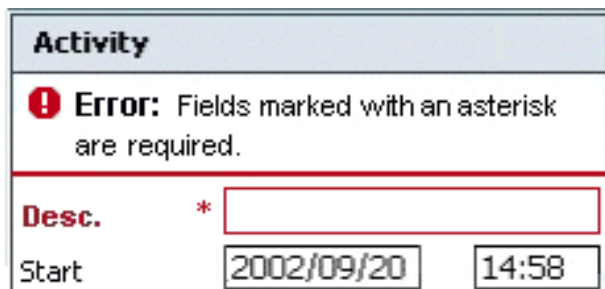 Activity
Error: Fields marked with an asterisk
are required.
Desc. *
Start 2002/09/20 14:58